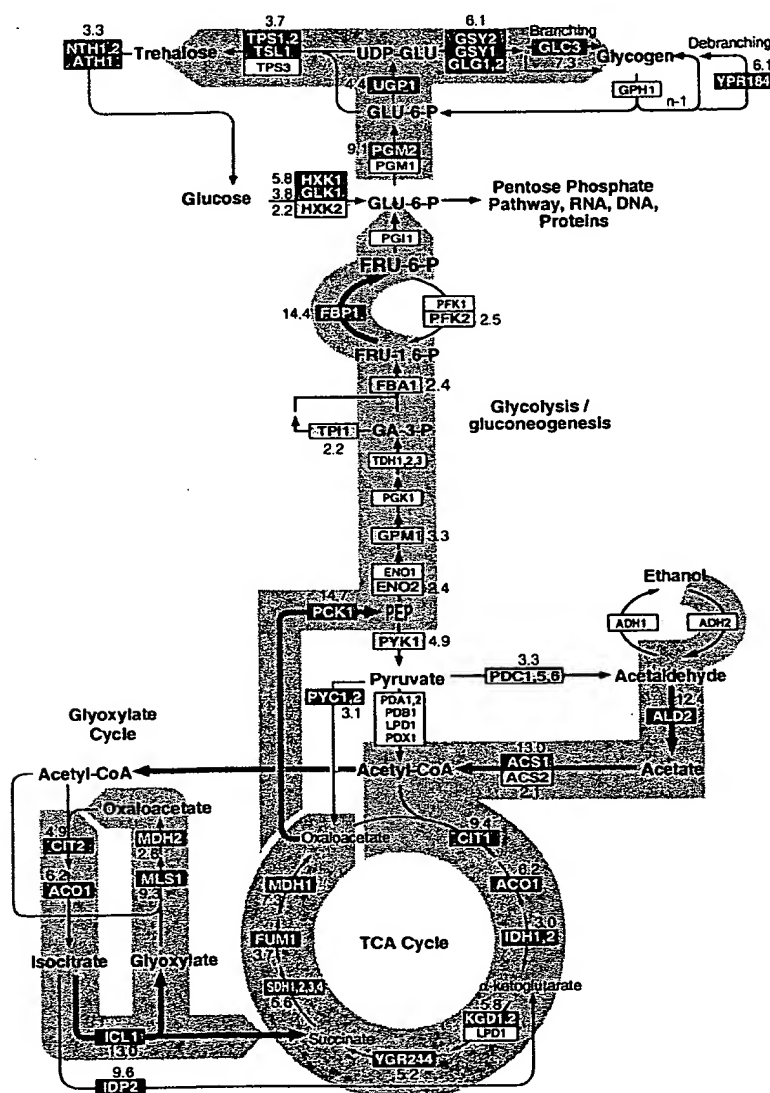 3.7
6.1
Branching
3.3
NTH1,2
ATH1
Trehalose
TPS1,2
TSL1
TPS3
UDP-GLU
GSY2
GSY1
GLG1,2
GLC3
7.3
Glycogen
Debranching
6.1
YPR184
GPH1
n-1
4.4 UGP1
GLU-6-P
9.1 PGM2
PGM1
Glucose
5.8 HXK1
3.8 GLK1
2.2 HXK2
GLU-6-P
Pentose Phosphate
Pathway, RNA, DNA,
Proteins
PGI1
FRU-6-P
14.4 FBP1
PFK1
PFK2 2.5
FRU-1,6-P
FBA1 2.4
Glycolysis /
gluconeogenesis
TPI1
2.2
GA-3-P
TDH1,2,3
PGK1
GPM1 3.3
ENO1
ENO2 2.4
14.7
PCK1
PEP
Ethanol
ADH1
ADH2
PYK1 4.9
Pyruvate
3.3
PDC1,5,6
Acetaldehyde
PYC1,2
3.1
PDA1,2
PDB1
LPD1
PDX1
ALD2
Glyoxylate
Cycle
Acetyl-CoA
Acetyl-CoA
13.0
ACS1
ACS2
2.1
Acetate
Oxaloacetate
4.9
CIT2
MDH2
2.6
Oxaloacetate
9.4
CIT1
6.2
ACO1
MLS1
9.3
MDH1
6.2
ACO1
Isocitrate
Glyoxylate
FUM1
3.7
TCA Cycle
3.0
IDH1,2
SDH1,2,3,4
5.6
α-ketoglutarate
5.8
KGD1,2
LPD1
ICL1
13.0
Succinate
YGR244
5.2
9.6
IDP2